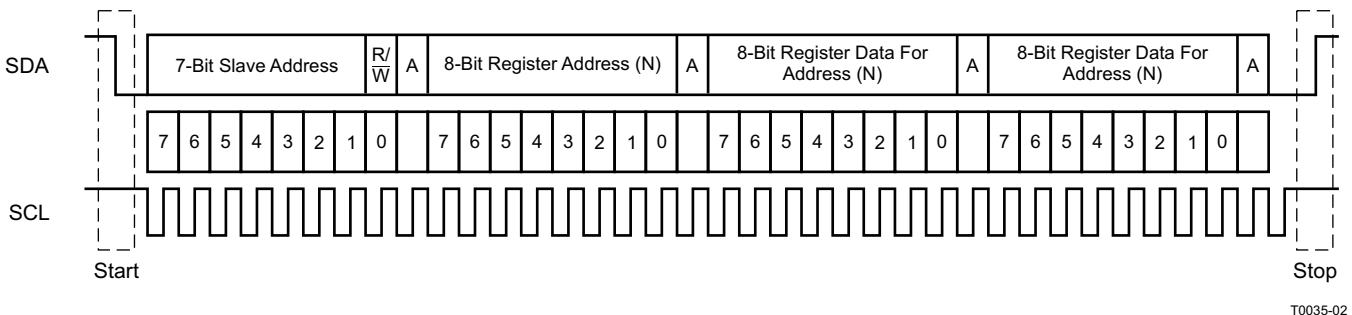 SDA
7-Bit Slave Address
R/
W
A
8-Bit Register Address (N)
A
8-Bit Register Data For
Address (N)
A
8-Bit Register Data For
Address (N)
A
7 6 5 4 3 2 1 0 7 6 5 4 3 2 1 0 7 6 5 4 3 2 1 0 7 6 5 4 3 2 1 0
SCL
Start
Stop
T0035-02